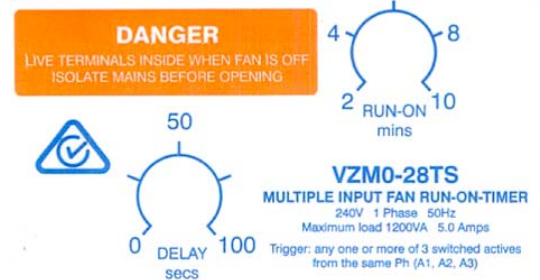 DANGER
LIVE TERMINALS INSIDE WHEN FAN IS OFF
ISOLATE MAINS BEFORE OPENING
4
8
2
RUN-ON
10
mins
50
0
DELAY
100
secs
VZM0-28TS
MULTIPLE INPUT FAN RUN-ON-TIMER
240V 1 Phase 50Hz
Maximum load 1200VA 5.0 Amps
Trigger: any one or more of 3 switched actives
from the same Ph (A1, A2, A3)